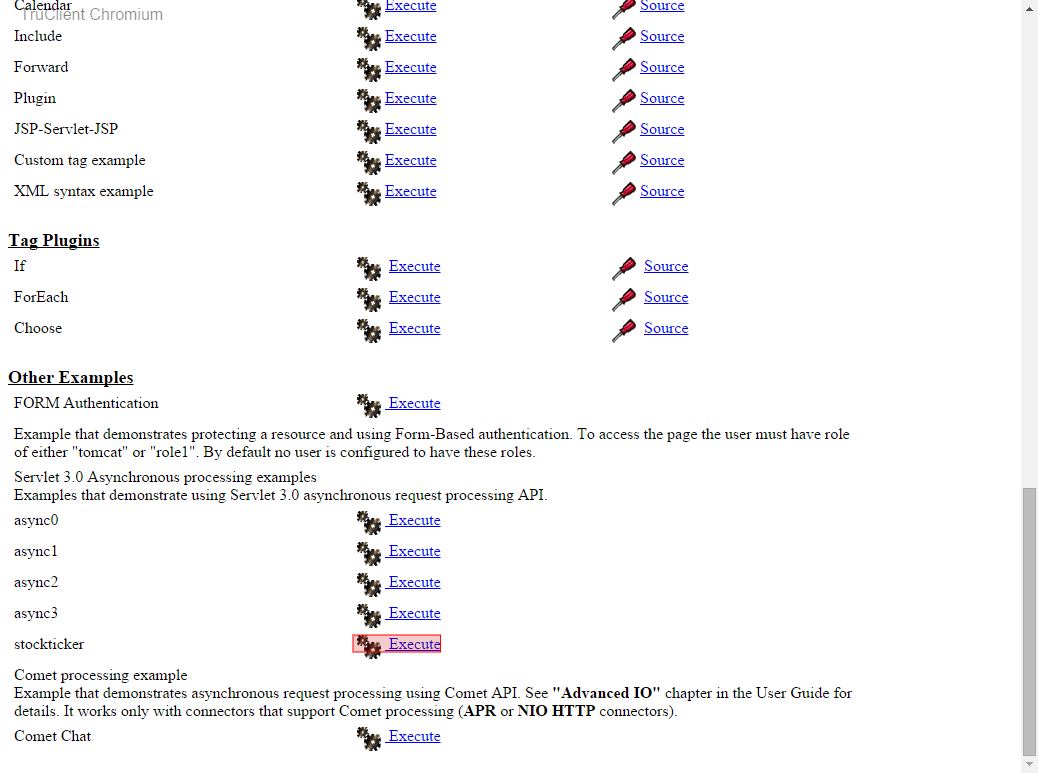 Calendar Execute Source
TruClient Chromium
Include Execute Source
Forward Execute Source
Plugin Execute Source
JSP-Servlet-JSP Execute Source
Custom tag example Execute Source
XML syntax example Execute Source
Tag Plugins
If Execute Source
ForEach Execute Source
Choose Execute Source
Other Examples
FORM Authentication Execute
Example that demonstrates protecting a resource and using Form-Based authentication. To access the page the user must have role
of either "tomcat" or "role1". By default no user is configured to have these roles.
Servlet 3.0 Asynchronous processing examples
Examples that demonstrate using Servlet 3.0 asynchronous request processing API.
async0 Execute
async1 Execute
async2 Execute
async3 Execute
stockticker Execute
Comet processing example
Example that demonstrates asynchronous request processing using Comet API. See "Advanced IO" chapter in the User Guide for
details. It works only with connectors that support Comet processing (APR or NIO HTTP connectors).
Comet Chat Execute